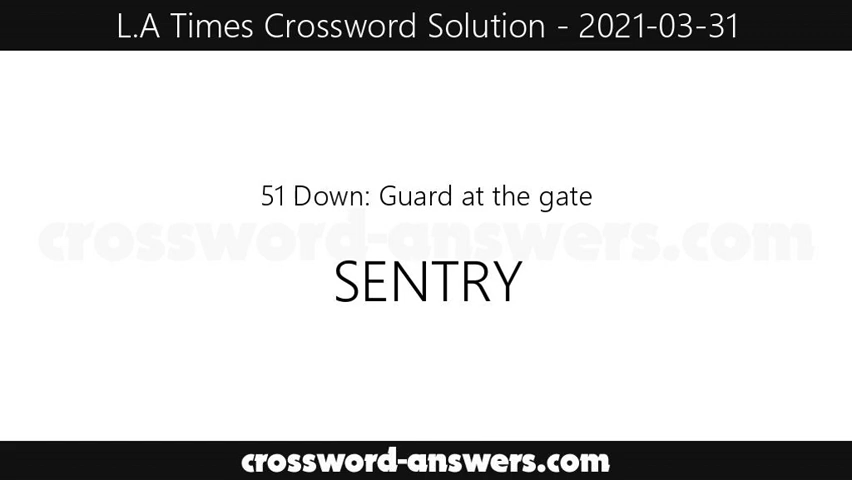 L.A Times Crossword Solution - 2021-03-31
51 Down: Guard at the gate
crossword-answers.com
SENTRY
crossword-answers.com